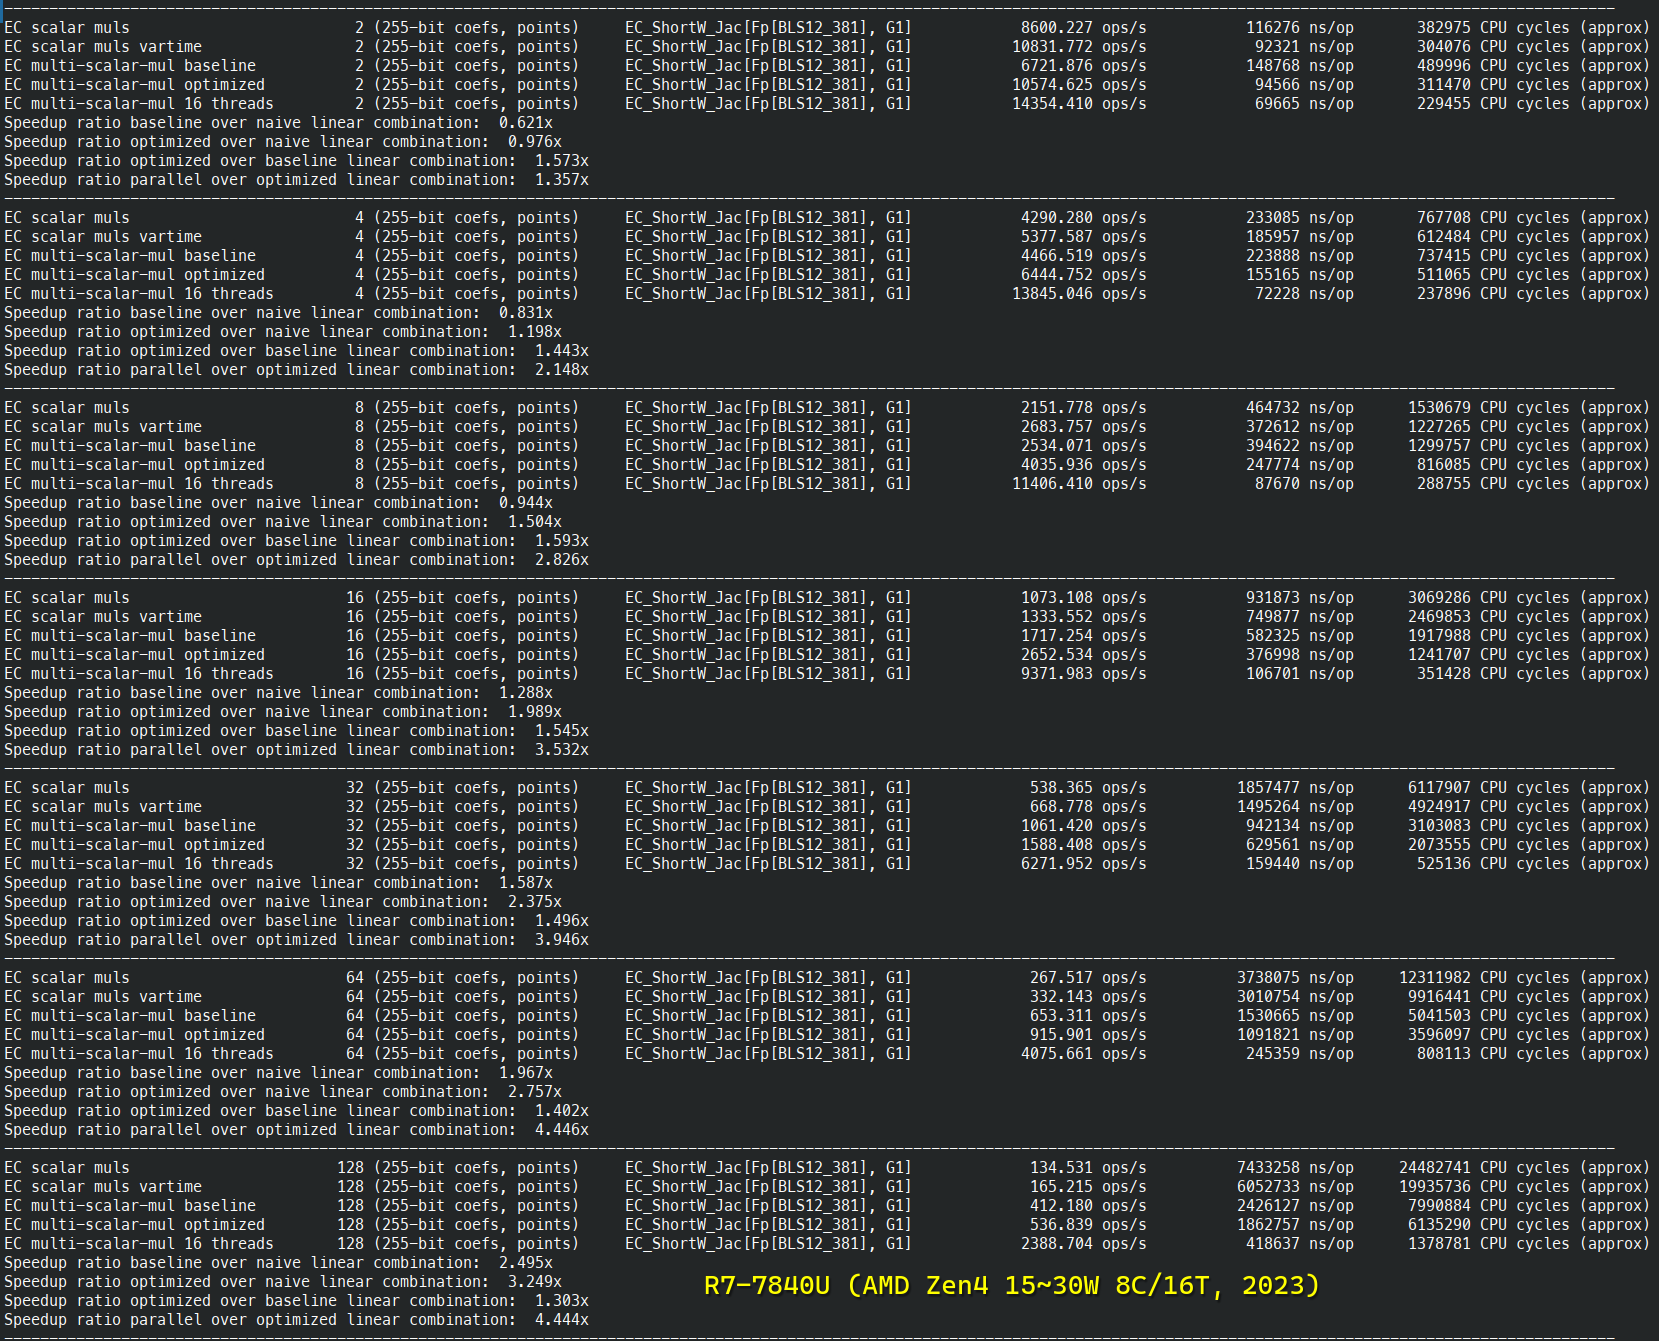 --------------------------------------------------------------------------------
EC scalar muls 2 (255-bit coefs, points) EC_ShortW_Jac[Fp[BLS12_381], G1] 8600.227 ops/s 116276 ns/op 382975 CPU cycles (approx)
EC scalar muls vartime 2 (255-bit coefs, points) EC_ShortW_Jac[Fp[BLS12_381], G1] 10831.772 ops/s 92321 ns/op 304076 CPU cycles (approx)
EC multi-scalar-mul baseline 2 (255-bit coefs, points) EC_ShortW_Jac[Fp[BLS12_381], G1] 6721.876 ops/s 148768 ns/op 489996 CPU cycles (approx)
EC multi-scalar-mul optimized 2 (255-bit coefs, points) EC_ShortW_Jac[Fp[BLS12_381], G1] 10574.625 ops/s 94566 ns/op 311470 CPU cycles (approx)
EC multi-scalar-mul 16 threads 2 (255-bit coefs, points) EC_ShortW_Jac[Fp[BLS12_381], G1] 14354.410 ops/s 69665 ns/op 229455 CPU cycles (approx)
Speedup ratio baseline over naive linear combination: 0.621x
Speedup ratio optimized over naive linear combination: 0.976x
Speedup ratio optimized over baseline linear combination: 1.573x
Speedup ratio parallel over optimized linear combination: 1.357x
--------------------------------------------------------------------------------
EC scalar muls 4 (255-bit coefs, points) EC_ShortW_Jac[Fp[BLS12_381], G1] 4290.280 ops/s 233085 ns/op 767708 CPU cycles (approx)
EC scalar muls vartime 4 (255-bit coefs, points) EC_ShortW_Jac[Fp[BLS12_381], G1] 5377.587 ops/s 185957 ns/op 612484 CPU cycles (approx)
EC multi-scalar-mul baseline 4 (255-bit coefs, points) EC_ShortW_Jac[Fp[BLS12_381], G1] 4466.519 ops/s 223888 ns/op 737415 CPU cycles (approx)
EC multi-scalar-mul optimized 4 (255-bit coefs, points) EC_ShortW_Jac[Fp[BLS12_381], G1] 6444.752 ops/s 155165 ns/op 511065 CPU cycles (approx)
EC multi-scalar-mul 16 threads 4 (255-bit coefs, points) EC_ShortW_Jac[Fp[BLS12_381], G1] 13845.046 ops/s 72228 ns/op 237896 CPU cycles (approx)
Speedup ratio baseline over naive linear combination: 0.831x
Speedup ratio optimized over naive linear combination: 1.198x
Speedup ratio optimized over baseline linear combination: 1.443x
Speedup ratio parallel over optimized linear combination: 2.148x
--------------------------------------------------------------------------------
EC scalar muls 8 (255-bit coefs, points) EC_ShortW_Jac[Fp[BLS12_381], G1] 2151.778 ops/s 464732 ns/op 1530679 CPU cycles (approx)
EC scalar muls vartime 8 (255-bit coefs, points) EC_ShortW_Jac[Fp[BLS12_381], G1] 2683.757 ops/s 372612 ns/op 1227265 CPU cycles (approx)
EC multi-scalar-mul baseline 8 (255-bit coefs, points) EC_ShortW_Jac[Fp[BLS12_381], G1] 2534.071 ops/s 394622 ns/op 1299757 CPU cycles (approx)
EC multi-scalar-mul optimized 8 (255-bit coefs, points) EC_ShortW_Jac[Fp[BLS12_381], G1] 4035.936 ops/s 247774 ns/op 816085 CPU cycles (approx)
EC multi-scalar-mul 16 threads 8 (255-bit coefs, points) EC_ShortW_Jac[Fp[BLS12_381], G1] 11406.410 ops/s 87670 ns/op 288755 CPU cycles (approx)
Speedup ratio baseline over naive linear combination: 0.944x
Speedup ratio optimized over naive linear combination: 1.504x
Speedup ratio optimized over baseline linear combination: 1.593x
Speedup ratio parallel over optimized linear combination: 2.826x
--------------------------------------------------------------------------------
EC scalar muls 16 (255-bit coefs, points) EC_ShortW_Jac[Fp[BLS12_381], G1] 1073.108 ops/s 931873 ns/op 3069286 CPU cycles (approx)
EC scalar muls vartime 16 (255-bit coefs, points) EC_ShortW_Jac[Fp[BLS12_381], G1] 1333.552 ops/s 749877 ns/op 2469853 CPU cycles (approx)
EC multi-scalar-mul baseline 16 (255-bit coefs, points) EC_ShortW_Jac[Fp[BLS12_381], G1] 1717.254 ops/s 582325 ns/op 1917988 CPU cycles (approx)
EC multi-scalar-mul optimized 16 (255-bit coefs, points) EC_ShortW_Jac[Fp[BLS12_381], G1] 2652.534 ops/s 376998 ns/op 1241707 CPU cycles (approx)
EC multi-scalar-mul 16 threads 16 (255-bit coefs, points) EC_ShortW_Jac[Fp[BLS12_381], G1] 9371.983 ops/s 106701 ns/op 351428 CPU cycles (approx)
Speedup ratio baseline over naive linear combination: 1.288x
Speedup ratio optimized over naive linear combination: 1.989x
Speedup ratio optimized over baseline linear combination: 1.545x
Speedup ratio parallel over optimized linear combination: 3.532x
--------------------------------------------------------------------------------
EC scalar muls 32 (255-bit coefs, points) EC_ShortW_Jac[Fp[BLS12_381], G1] 538.365 ops/s 1857477 ns/op 6117907 CPU cycles (approx)
EC scalar muls vartime 32 (255-bit coefs, points) EC_ShortW_Jac[Fp[BLS12_381], G1] 668.778 ops/s 1495264 ns/op 4924917 CPU cycles (approx)
EC multi-scalar-mul baseline 32 (255-bit coefs, points) EC_ShortW_Jac[Fp[BLS12_381], G1] 1061.420 ops/s 942134 ns/op 3103083 CPU cycles (approx)
EC multi-scalar-mul optimized 32 (255-bit coefs, points) EC_ShortW_Jac[Fp[BLS12_381], G1] 1588.408 ops/s 629561 ns/op 2073555 CPU cycles (approx)
EC multi-scalar-mul 16 threads 32 (255-bit coefs, points) EC_ShortW_Jac[Fp[BLS12_381], G1] 6271.952 ops/s 159440 ns/op 525136 CPU cycles (approx)
Speedup ratio baseline over naive linear combination: 1.587x
Speedup ratio optimized over naive linear combination: 2.375x
Speedup ratio optimized over baseline linear combination: 1.496x
Speedup ratio parallel over optimized linear combination: 3.946x
--------------------------------------------------------------------------------
EC scalar muls 64 (255-bit coefs, points) EC_ShortW_Jac[Fp[BLS12_381], G1] 267.517 ops/s 3738075 ns/op 12311982 CPU cycles (approx)
EC scalar muls vartime 64 (255-bit coefs, points) EC_ShortW_Jac[Fp[BLS12_381], G1] 332.143 ops/s 3010754 ns/op 9916441 CPU cycles (approx)
EC multi-scalar-mul baseline 64 (255-bit coefs, points) EC_ShortW_Jac[Fp[BLS12_381], G1] 653.311 ops/s 1530665 ns/op 5041503 CPU cycles (approx)
EC multi-scalar-mul optimized 64 (255-bit coefs, points) EC_ShortW_Jac[Fp[BLS12_381], G1] 915.901 ops/s 1091821 ns/op 3596097 CPU cycles (approx)
EC multi-scalar-mul 16 threads 64 (255-bit coefs, points) EC_ShortW_Jac[Fp[BLS12_381], G1] 4075.661 ops/s 245359 ns/op 808113 CPU cycles (approx)
Speedup ratio baseline over naive linear combination: 1.967x
Speedup ratio optimized over naive linear combination: 2.757x
Speedup ratio optimized over baseline linear combination: 1.402x
Speedup ratio parallel over optimized linear combination: 4.446x
--------------------------------------------------------------------------------
EC scalar muls 128 (255-bit coefs, points) EC_ShortW_Jac[Fp[BLS12_381], G1] 134.531 ops/s 7433258 ns/op 24482741 CPU cycles (approx)
EC scalar muls vartime 128 (255-bit coefs, points) EC_ShortW_Jac[Fp[BLS12_381], G1] 165.215 ops/s 6052733 ns/op 19935736 CPU cycles (approx)
EC multi-scalar-mul baseline 128 (255-bit coefs, points) EC_ShortW_Jac[Fp[BLS12_381], G1] 412.180 ops/s 2426127 ns/op 7990884 CPU cycles (approx)
EC multi-scalar-mul optimized 128 (255-bit coefs, points) EC_ShortW_Jac[Fp[BLS12_381], G1] 536.839 ops/s 1862757 ns/op 6135290 CPU cycles (approx)
EC multi-scalar-mul 16 threads 128 (255-bit coefs, points) EC_ShortW_Jac[Fp[BLS12_381], G1] 2388.704 ops/s 418637 ns/op 1378781 CPU cycles (approx)
Speedup ratio baseline over naive linear combination: 2.495x
Speedup ratio optimized over naive linear combination: 3.249x
R7-7840U (AMD Zen4 15~30W 8C/16T, 2023)
Speedup ratio optimized over baseline linear combination: 1.303x
Speedup ratio parallel over optimized linear combination: 4.444x
--------------------------------------------------------------------------------